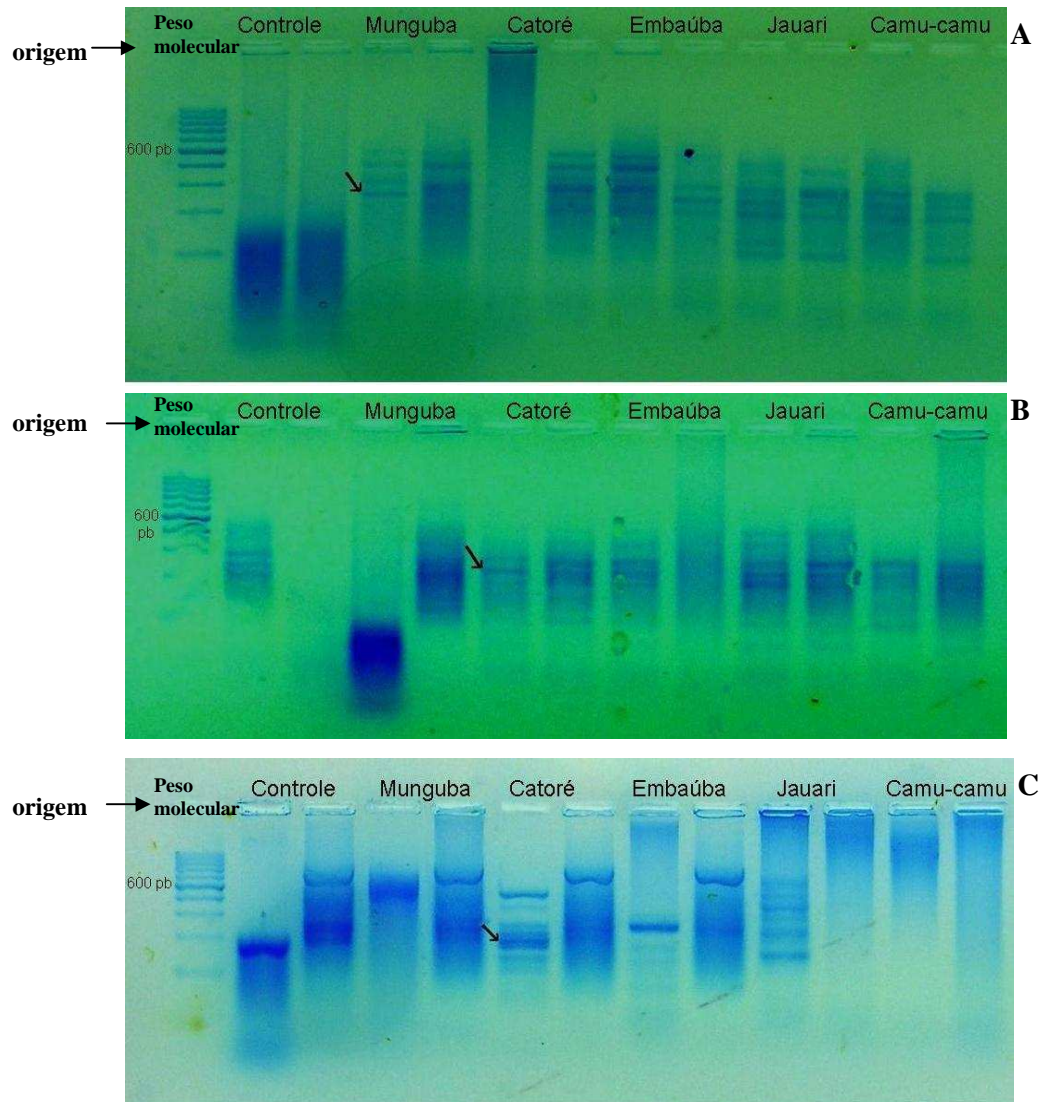 Peso Controle Munguba Catoré Embaúba Jauari Camu-camu A
origem molecular
600 pb
Peso Controle Munguba Catoré Embaúba Jauari Camu-camu B
origem molecular
600
pb
Peso Controle Munguba Catoré Embaúba Jauari Camu-camu C
origem molecular
600 pb